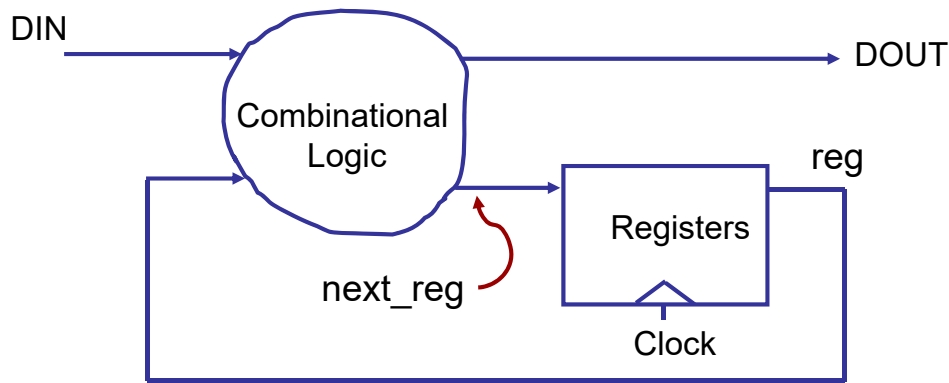 DIN
DOUT
Combinational
Logic
reg
Registers
next_reg
Clock